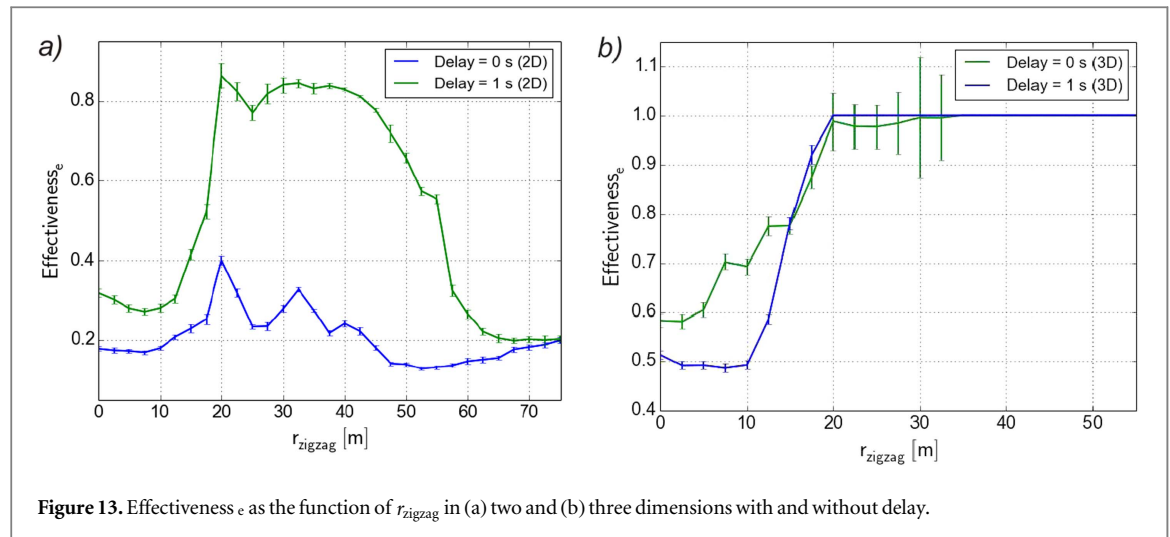 a)
Delay = 0 s (2D)
Delay = 1 s (2D)
0.8
0.6
0.4
0.2
Effectiveness_e
0 10 20 30 40 50 60 70
r_zigzag [m]
b)
Delay = 0 s (3D)
Delay = 1 s (3D)
1.1
1.0
0.9
0.8
0.7
0.6
0.5
0.4
Effectiveness_e
0 10 20 30 40 50
r_zigzag [m]
Figure 13. Effectiveness e as the function of r_zigzag in (a) two and (b) three dimensions with and without delay.